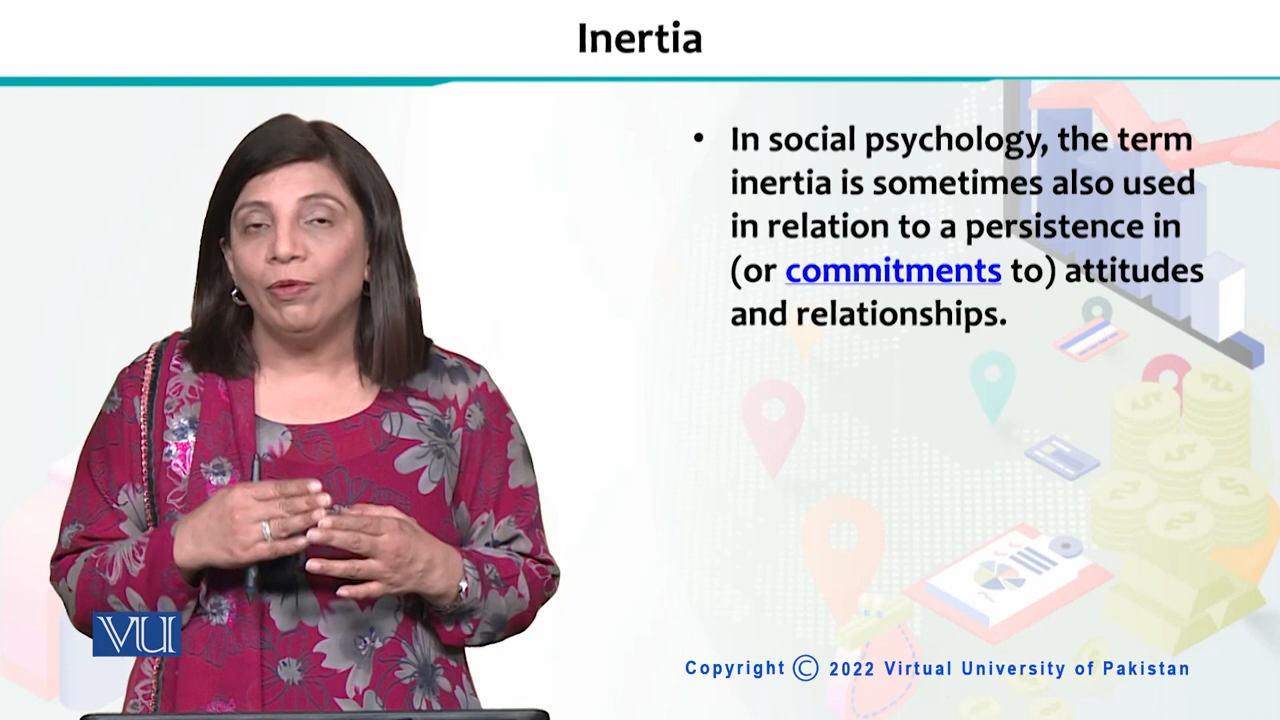 Inertia
• In social psychology, the term
inertia is sometimes also used
in relation to a persistence in
(or commitments to) attitudes
and relationships.
VU
Copyright © 2022 Virtual University of Pakistan